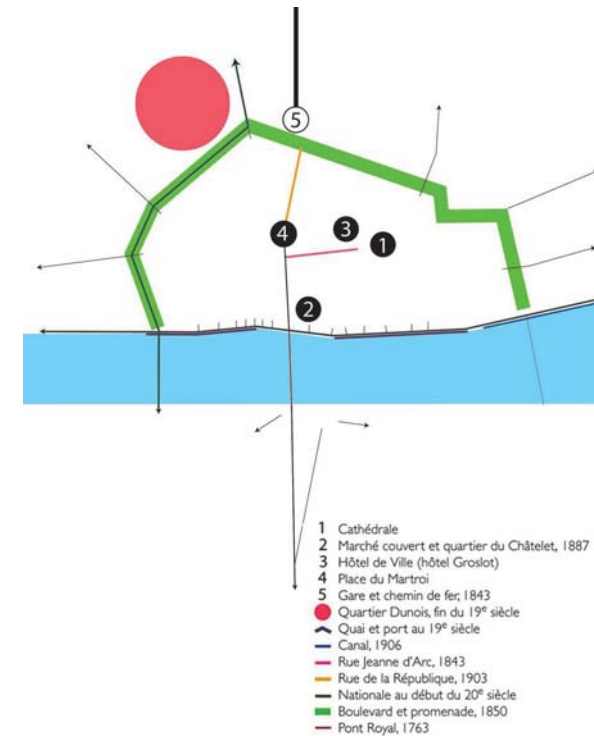 5
4
3
1
2
1 Cathédrale
2 Marché couvert et quartier du Châtelet, 1887
3 Hôtel de Ville (hôtel Groslot)
4 Place du Martroi
5 Gare et chemin de fer, 1843
Quartier Dunois, fin du 19e siècle
Quai et port au 19e siècle
Canal, 1906
Rue Jeanne d'Arc, 1843
Rue de la République, 1903
Nationale au début du 20e siècle
Boulevard et promenade, 1850
Pont Royal, 1763